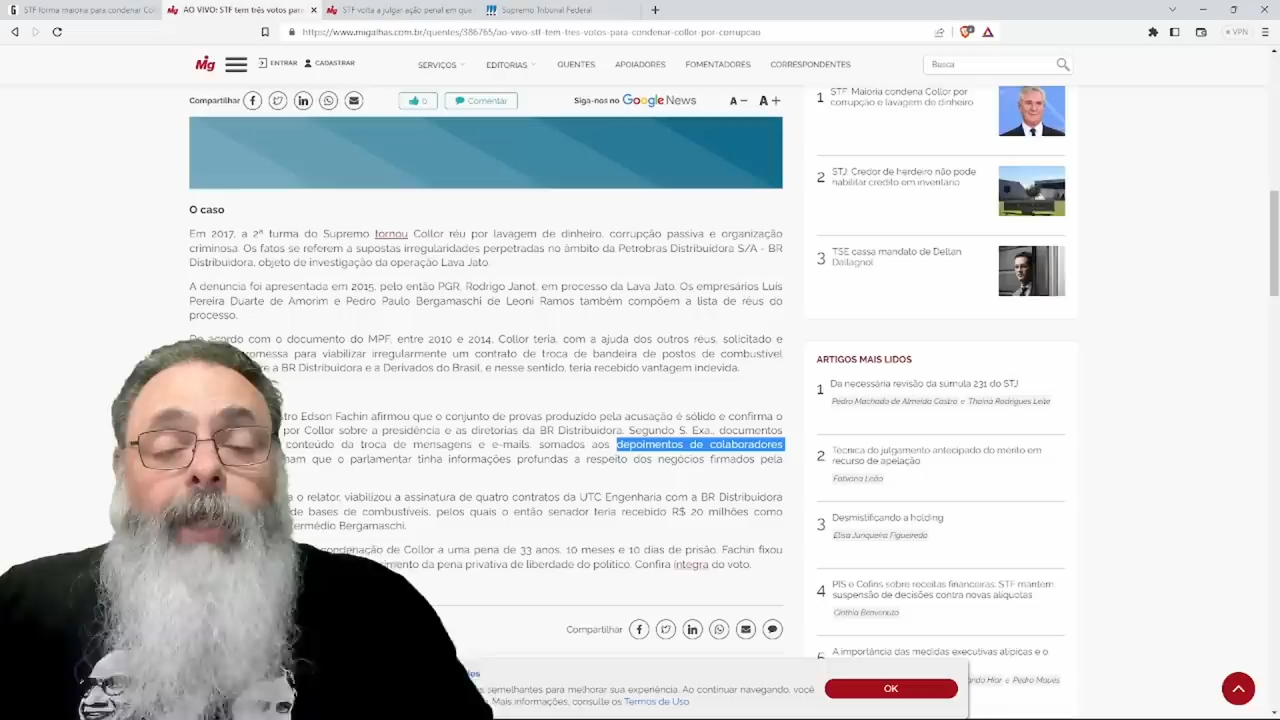 STF forma maioria para condenar Col
AO VIVO: STF tem três votos para
STF volta a julgar ação penal em que
Supremo Tribunal Federal
https://www.migalhas.com.br/quentes/386765/ao-vivo-stf-tem-tres-votos-para-condenar-collor-por-corrupcao
VPN
Mig
ENTRAR
CADASTRAR
SERVIÇOS
EDITORIAS
QUENTES
APOIADORES
FOMENTADORES
CORRESPONDENTES
Busca
Compartilhar
0
Comentar
Siga-nos no Google News
A - A +
O caso
Em 2017, a 2ª turma do Supremo tornou Collor réu por lavagem de dinheiro, corrupção passiva e organização
criminosa. Os fatos se referem a supostas irregularidades perpetradas no âmbito da Petrobras Distribuidora S/A - BR
Distribuidora, objeto de investigação da operação Lava Jato.
A denúncia foi apresentada em 2015, pelo então PGR, Rodrigo Janot, em processo da Lava Jato. Os empresários Luis
Pereira Duarte de Amorim e Pedro Paulo Bergamaschi de Leoni Ramos também compõem a lista de réus do
processo.
De acordo com o documento do MPF, entre 2010 e 2014, Collor teria, com a ajuda dos outros réus, solicitado e
omessa para viabilizar irregularmente um contrato de troca de bandeira de postos de combustível
e a BR Distribuidora e a Derivados do Brasil, e nesse sentido, teria recebido vantagem indevida.
tro Edson Fachin afirmou que o conjunto de provas produzido pela acusação é sólido e confirma o
por Collor sobre a presidência e as diretorias da BR Distribuidora. Segundo S. Exa., documentos
conteúdo da troca de mensagens e e-mails, somados aos depoimentos de colaboradores
am que o parlamentar tinha informações profundas a respeito dos negócios firmados pela
a o relator, viabilizou a assinatura de quatro contratos da UTC Engenharia com a BR Distribuidora
de bases de combustíveis, pelos quais o então senador teria recebido R$ 20 milhões como
ermédio Bergamaschi.
condenação de Collor a uma pena de 33 anos, 10 meses e 10 dias de prisão. Fachin fixou
imento da pena privativa de liberdade do político. Confira íntegra do voto.
Compartilhar
1 STF: Maioria condena Collor por
corrupção e lavagem de dinheiro
2 STJ: Credor de herdeiro não pode
habilitar crédito em inventário
3 TSE cassa mandato de Deltan
Dallagnol
ARTIGOS MAIS LIDOS
1 Da necessária revisão da súmula 231 do STJ
Pedro Machado de Almeida Castro e Thainá Rodrigues Leite
2 Técnica do julgamento antecipado do mérito em
recurso de apelação
Fabiana Leão
3 Desmistificando a holding
Elisa Junqueira Figueiredo
4 PIS e Cofins sobre receitas financeiras: STF mantém
suspensão de decisões contra novas alíquotas
Cinthia Benvenuto
5 A importância das medidas executivas atípicas e o
ando Hiar e Pedro Mavés
semelhantes para melhorar sua experiência. Ao continuar navegando, você
Mais informações, consulte os Termos de Uso
OK